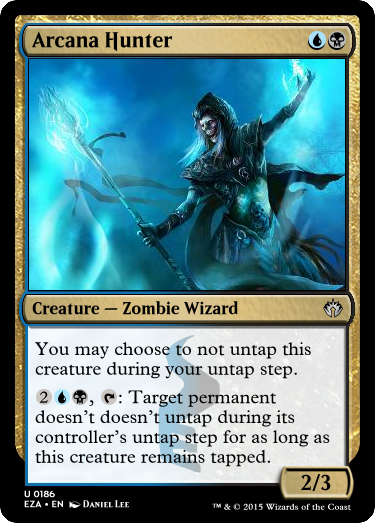 Arcana Hunter
Creature — Zombie Wizard
You may choose to not untap this
creature during your untap step.
2, : Target permanent
doesn't doesn't untap during its
controller's untap step for as long as
this creature remains tapped.
2/3
U 0186
EZA • EN Daniel Lee
™ & © 2015 Wizards of the Coast